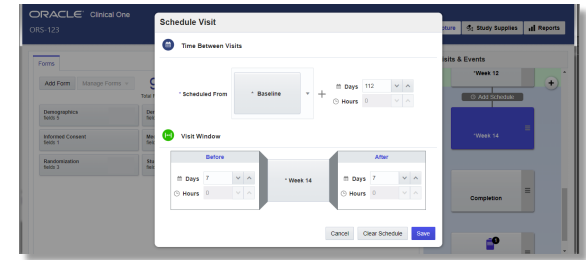 ORACLE Clinical One
ORS-123
Study Supplies
Reports
Forms
Add Form
Manage Forms
Demographics
fields 5
Informed Consent
fields 1
Randomization
fields 3
Schedule Visit
Time Between Visits
* Scheduled From
* Baseline
+
Days 112
Hours 0
Visit Window
Before
Days 7
Hours 0
* Week 14
After
Days 7
Hours 0
Cancel
Clear Schedule
Save
& Events
*Week 12
Add Schedule
*Week 14
Completion